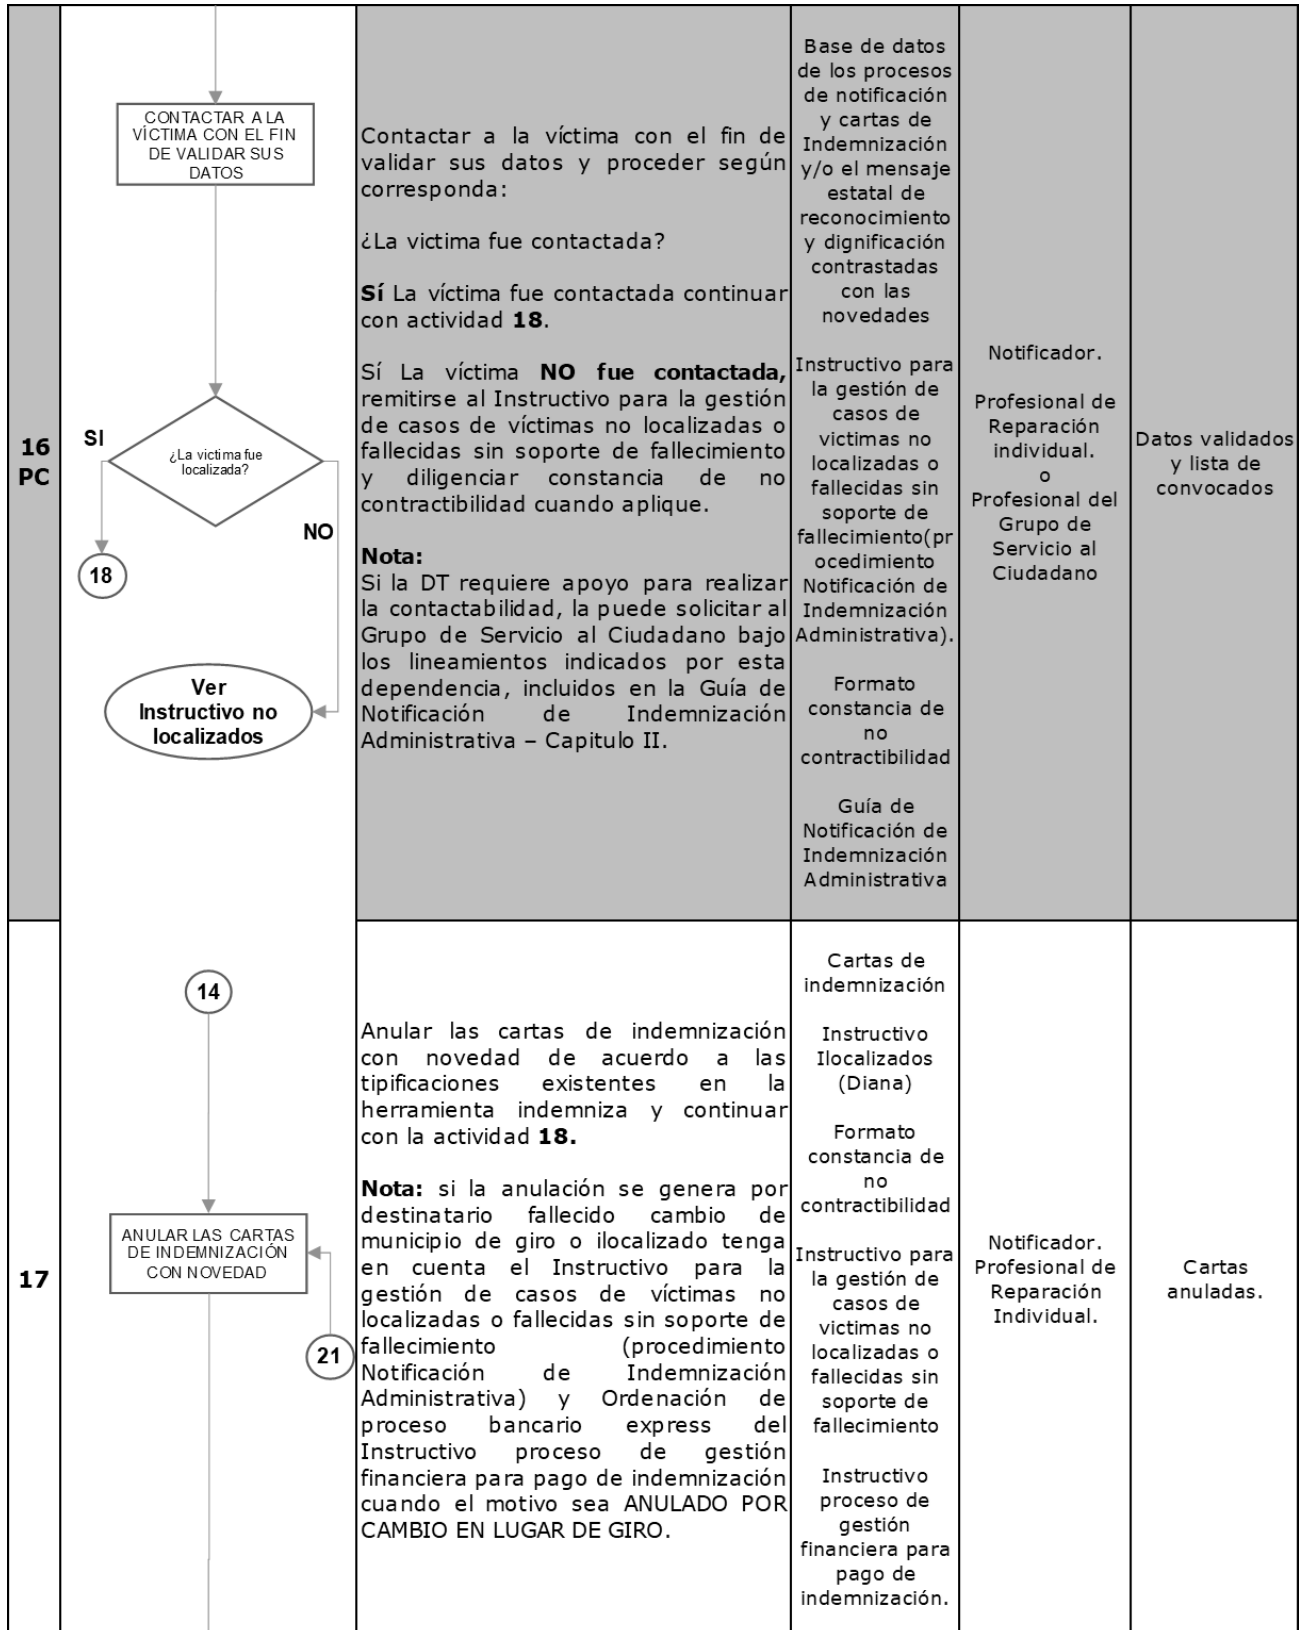 16
PC
CONTACTAR A LA
VÍCTIMA CON EL FIN
DE VALIDAR SUS
DATOS
¿La victima fue
localizada?
SI
NO
18
Ver
Instructivo no
localizados
Contactar a la víctima con el fin de
validar sus datos y proceder según
corresponda:
¿La victima fue contactada?
Sí La víctima fue contactada continuar
con actividad 18.
Sí La víctima NO fue contactada,
remitirse al Instructivo para la gestión
de casos de víctimas no localizadas o
fallecidas sin soporte de fallecimiento
y diligenciar constancia de no
contractibilidad cuando aplique.
Nota:
Si la DT requiere apoyo para realizar
la contactabilidad, la puede solicitar al
Grupo de Servicio al Ciudadano bajo
los lineamientos indicados por esta
dependencia, incluidos en la Guía de
Notificación de Indemnización
Administrativa – Capitulo II.
Base de datos
de los procesos
de notificación
y cartas de
Indemnización
y/o el mensaje
estatal de
reconocimiento
y dignificación
contrastadas
con las
novedades
Instructivo para
la gestión de
casos de
victimas no
localizadas o
fallecidas sin
soporte de
fallecimiento(pr
ocedimiento
Notificación de
Indemnización
Administrativa).
Formato
constancia de
no
contractibilidad
Guía de
Notificación de
Indemnización
Administrativa
Notificador.
Profesional de
Reparación
individual.
o
Profesional del
Grupo de
Servicio al
Ciudadano
Datos validados
y lista de
convocados
17
14
ANULAR LAS CARTAS
DE INDEMNIZACIÓN
CON NOVEDAD
21
Anular las cartas de indemnización
con novedad de acuerdo a las
tipificaciones existentes en la
herramienta indemniza y continuar
con la actividad 18.
Nota: si la anulación se genera por
destinatario fallecido cambio de
municipio de giro o ilocalizado tenga
en cuenta el Instructivo para la
gestión de casos de víctimas no
localizadas o fallecidas sin soporte de
fallecimiento (procedimiento
Notificación de Indemnización
Administrativa) y Ordenación de
proceso bancario express del
Instructivo proceso de gestión
financiera para pago de indemnización
cuando el motivo sea ANULADO POR
CAMBIO EN LUGAR DE GIRO.
Cartas de
indemnización
Instructivo
Ilocalizados
(Diana)
Formato
constancia de
no
contractibilidad
Instructivo para
la gestión de
casos de
victimas no
localizadas o
fallecidas sin
soporte de
fallecimiento
Instructivo
proceso de
gestión
financiera para
pago de
indemnización.
Notificador.
Profesional de
Reparación
Individual.
Cartas
anuladas.